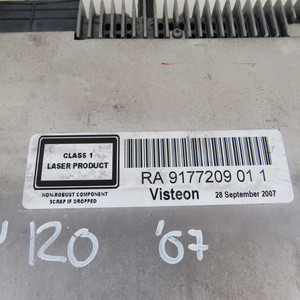 CLASS 1
LASER PRODUCT
NON-ROBUST COMPONENT
SCRAP IF DROPPED
RA 9177209 01 1
Visteon 28 September 2007
120 '07